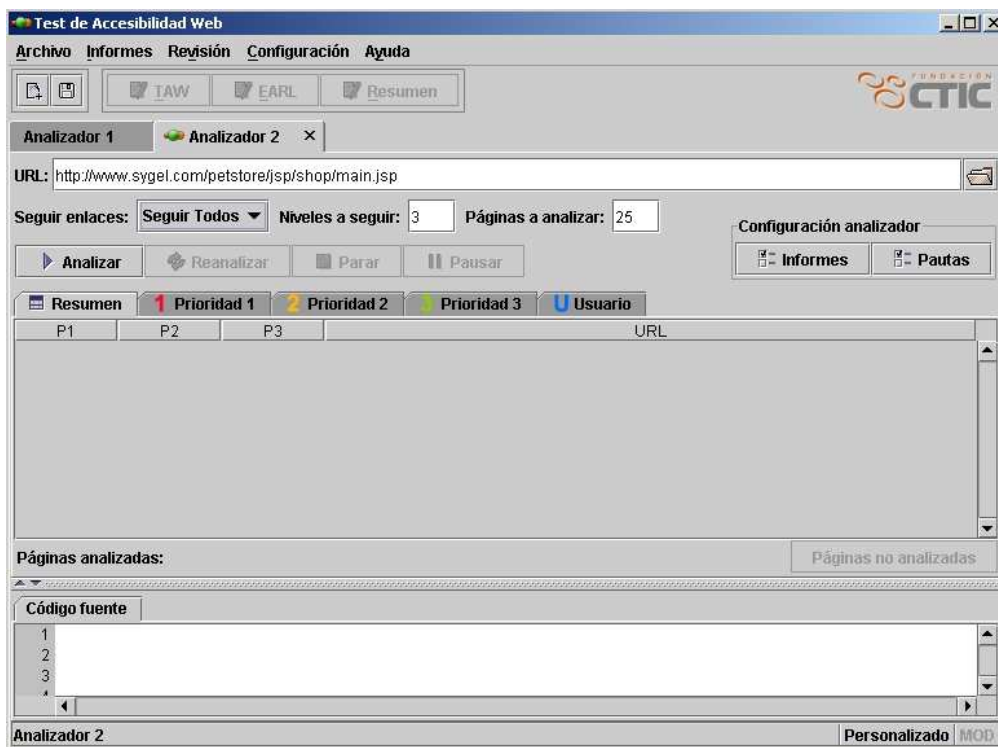 Test de Accesibilidad Web
Archivo Informes Revisión Configuración Ayuda
TAW EARL Resumen
FUNDACIÓN
CTIC
Analizador 1 Analizador 2 ×
URL: http://www.sygel.com/petstore/jsp/shop/main.jsp
Seguir enlaces: Seguir Todos Niveles a seguir: 3 Páginas a analizar: 25
Configuración analizador
Analizar Reanalizar Parar Pausar Informes Pautas
Resumen 1 Prioridad 1 2 Prioridad 2 3 Prioridad 3 U Usuario
P1 P2 P3 URL
Páginas analizadas: Páginas no analizadas
Código fuente
1
2
3
4
Analizador 2 Personalizado MOD